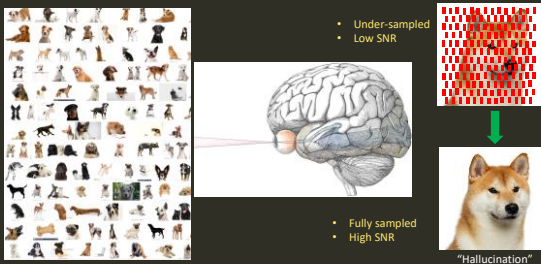 • Under-sampled
• Low SNR
• Fully sampled
• High SNR
"Hallucination"